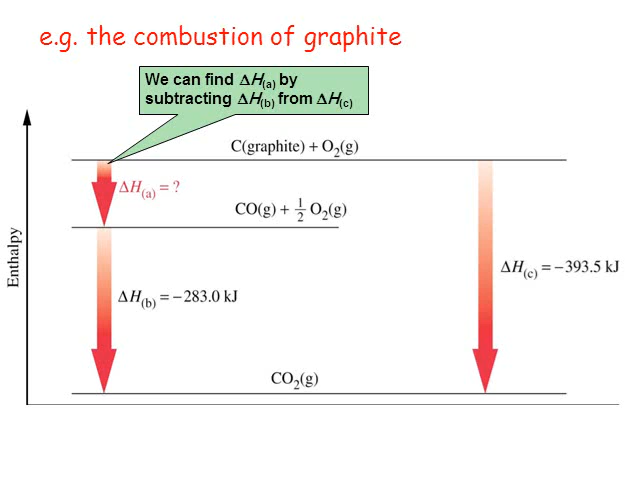 e.g. the combustion of graphite
We can find ΔH(a) by
subtracting ΔH(b) from ΔH(c)
C(graphite) + O₂(g)
ΔH(a) = ?
CO(g) + ½ O₂(g)
Enthalpy
ΔH(c) = −393.5 kJ
ΔH(b) = −283.0 kJ
CO₂(g)